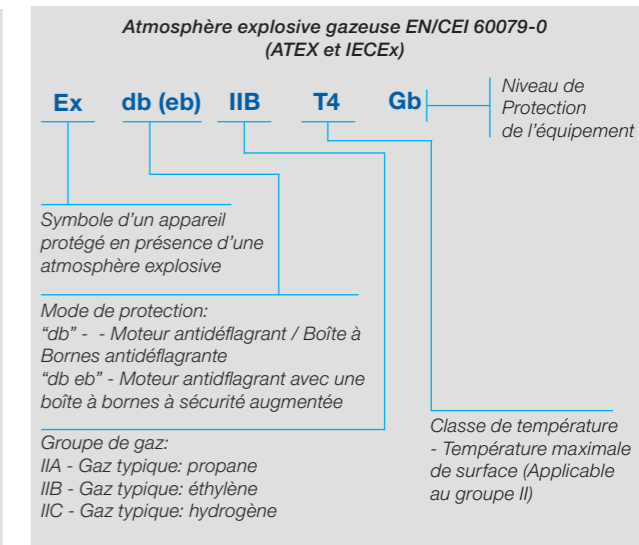 Atmosphère explosive gazeuse EN/CEI 60079-0
(ATEX et IECEx)
Ex db (eb) IIB T4 Gb
Niveau de
Protection
de l'équipement
Symbole d'un appareil
protégé en présence d'une
atmosphère explosive
Mode de protection:
"db" - - Moteur antidéflagrant / Boîte à
Bornes antidéflagrante
"db eb" - Moteur antidflagrant avec une
boîte à bornes à sécurité augmentée
Groupe de gaz:
IIA - Gaz typique: propane
IIB - Gaz typique: éthylène
IIC - Gaz typique: hydrogène
Classe de température
- Température maximale
de surface (Applicable
au groupe II)